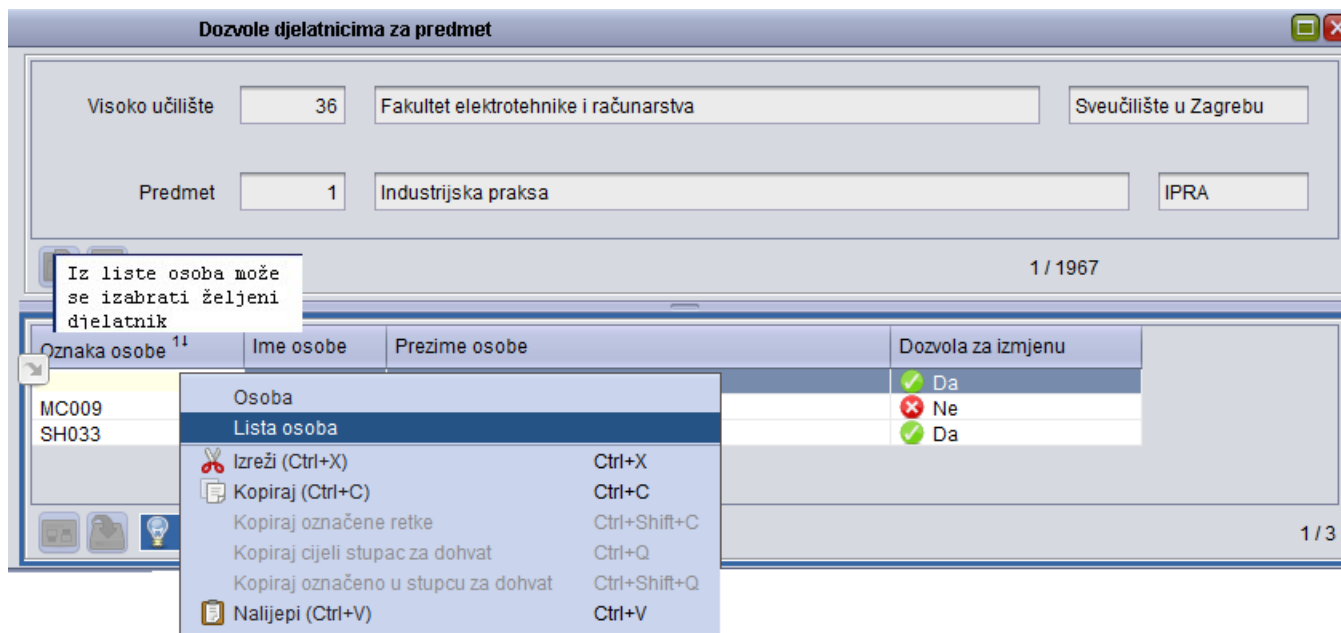 Dozvole djelatnicima za predmet
Visoko učilište 36 Fakultet elektrotehnike i računarstva Sveučilište u Zagrebu
Predmet 1 Industrijska praksa IPRA
1 / 1967
Iz liste osoba može
se izabrati željeni
djelatnik
Oznaka osobe 1↓ Ime osobe Prezime osobe Dozvola za izmjenu
Da
MC009 Ne
SH033 Da
Osoba
Lista osoba
Izreži (Ctrl+X) Ctrl+X
Kopiraj (Ctrl+C) Ctrl+C
Kopiraj označene retke Ctrl+Shift+C
Kopiraj cijeli stupac za dohvat Ctrl+Q
Kopiraj označeno u stupcu za dohvat Ctrl+Shift+Q
Nalijepi (Ctrl+V) Ctrl+V
1 / 3